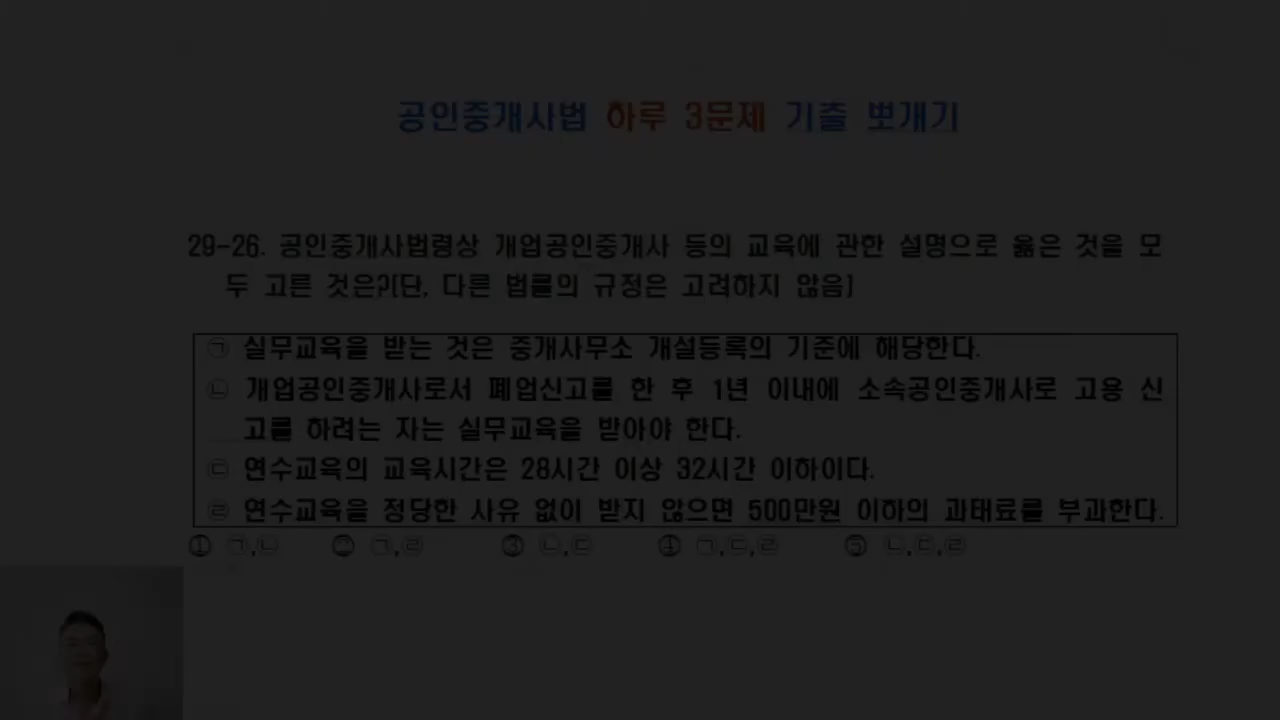 공인중개사법 하루 3문제 기출 뽀개기
29-26. 공인중개사법령상 개업공인중개사 등의 교육에 관한 설명으로 옳은 것을 모
두 고른 것은?[단, 다른 법률의 규정은 고려하지 않음]
㉠ 실무교육을 받는 것은 중개사무소 개설등록의 기준에 해당한다.
㉡ 개업공인중개사로서 폐업신고를 한 후 1년 이내에 소속공인중개사로 고용 신
고를 하려는 자는 실무교육을 받아야 한다.
㉢ 연수교육의 교육시간은 28시간 이상 32시간 이하이다.
㉣ 연수교육을 정당한 사유 없이 받지 않으면 500만원 이하의 과태료를 부과한다.
① ㄱ,ㄴ ② ㄱ,ㄹ ③ ㄴ,ㄷ ④ ㄱ,ㄷ,ㄹ ⑤ ㄴ,ㄷ,ㄹ